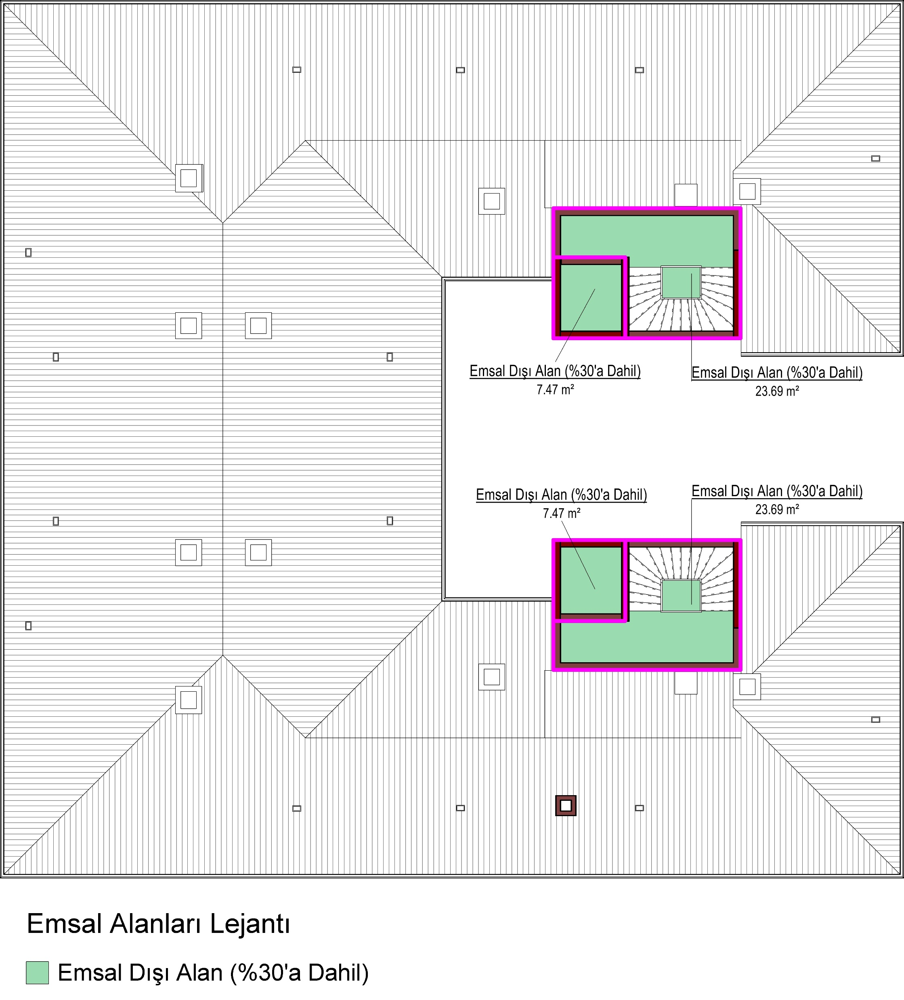 Emsal Dışı Alan (%30'a Dahil)
7.47 m²
Emsal Dışı Alan (%30'a Dahil)
23.69 m²
Emsal Dışı Alan (%30'a Dahil)
7.47 m²
Emsal Dışı Alan (%30'a Dahil)
23.69 m²
Emsal Alanları Lejantı
Emsal Dışı Alan (%30'a Dahil)